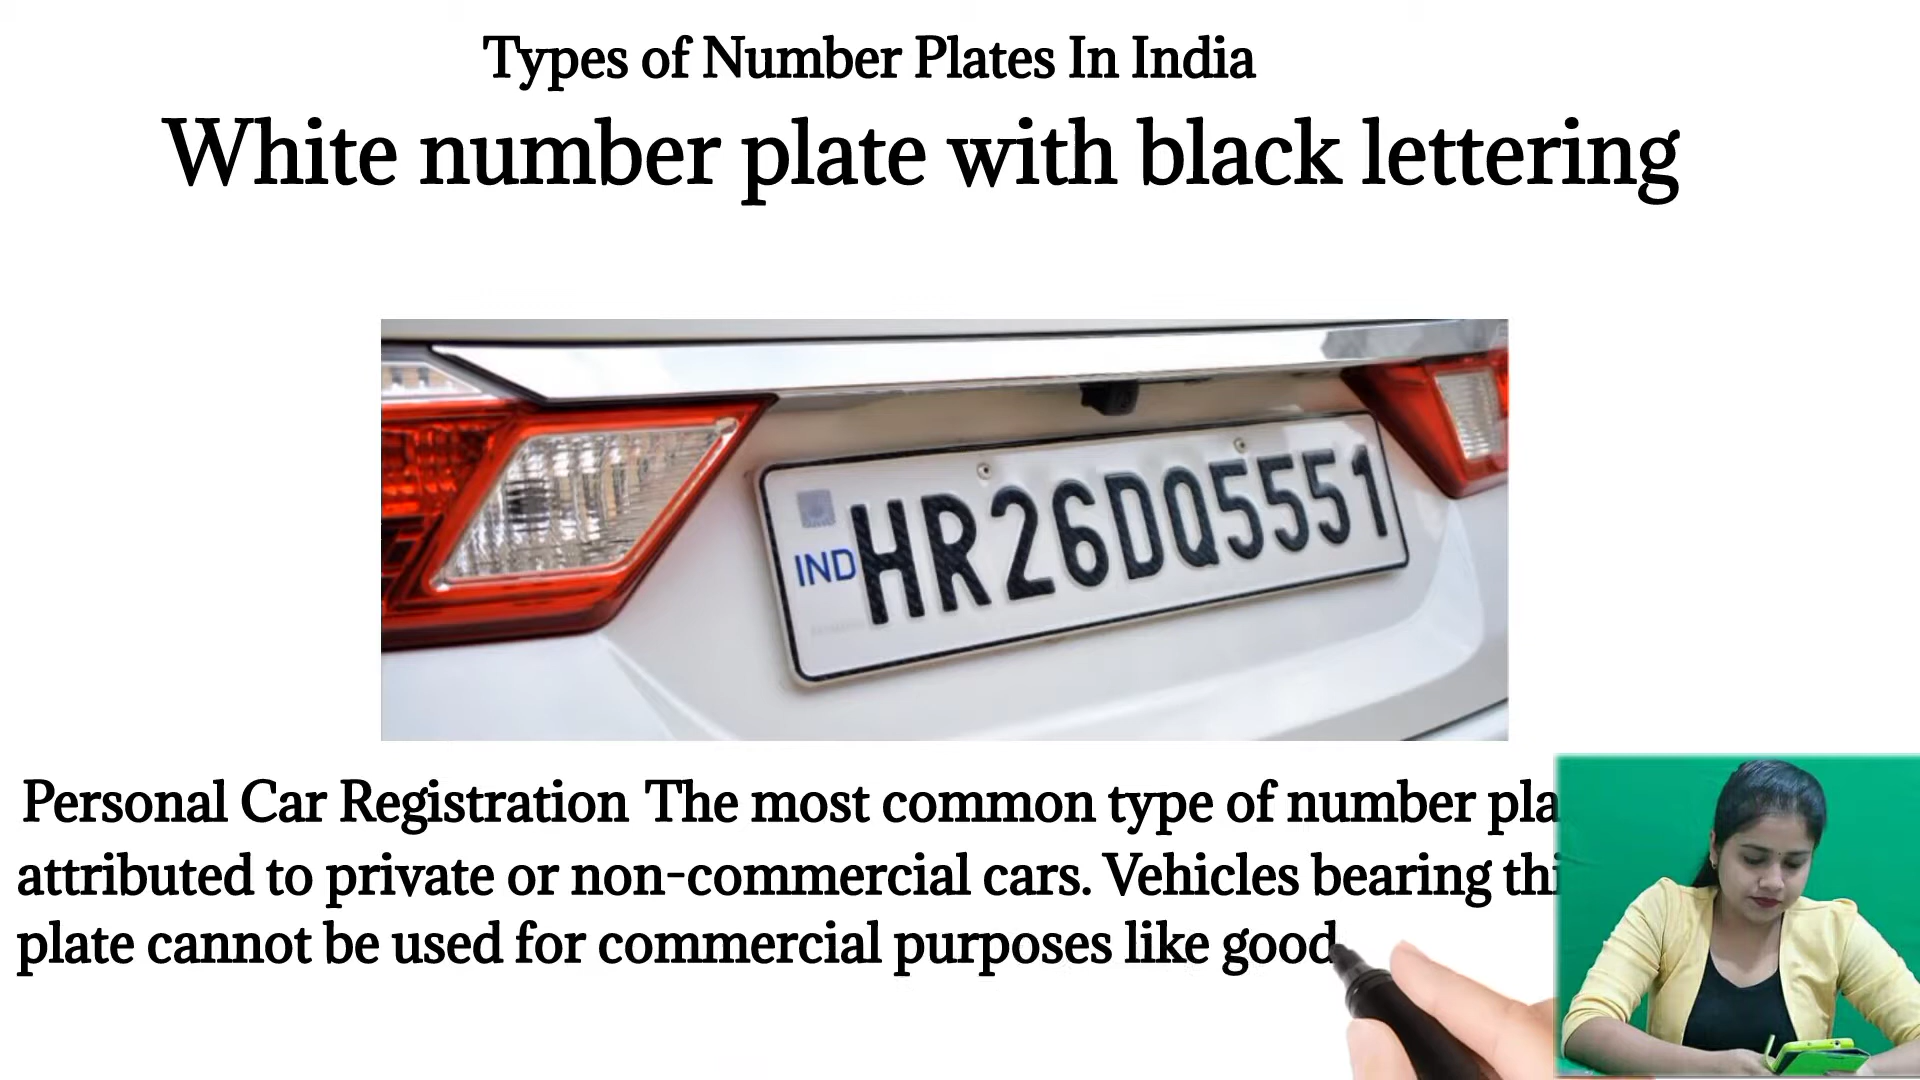 Types of Number Plates In India
White number plate with black lettering
IND HR26DQ5551
Personal Car Registration The most common type of number pla
attributed to private or non-commercial cars. Vehicles bearing thi
plate cannot be used for commercial purposes like good